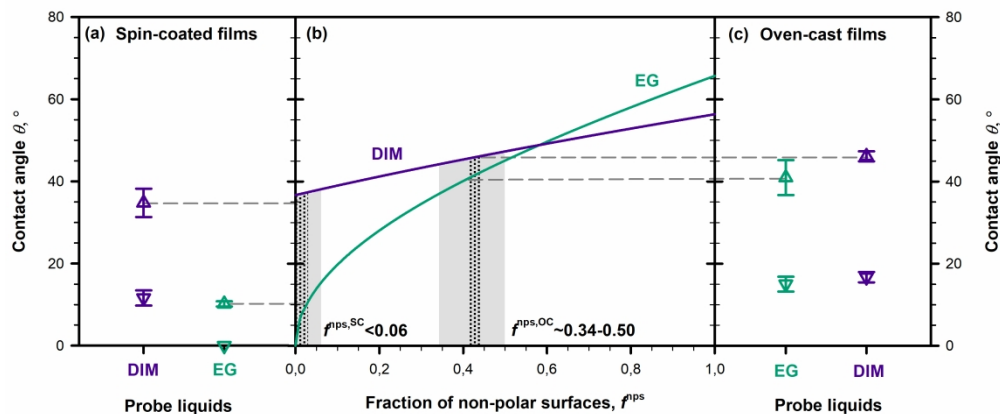 (a) Spin-coated films
(b)
(c) Oven-cast films
Contact angle θ, °
80
60
40
20
0
DIM
EG
Probe liquids
EG
DIM
f^nps,SC<0.06
f^nps,OC~0.34-0.50
0,0
0,2
0,4
0,6
0,8
1,0
Fraction of non-polar surfaces, f^nps
80
60
40
20
0
Contact angle θ, °
EG
DIM
Probe liquids